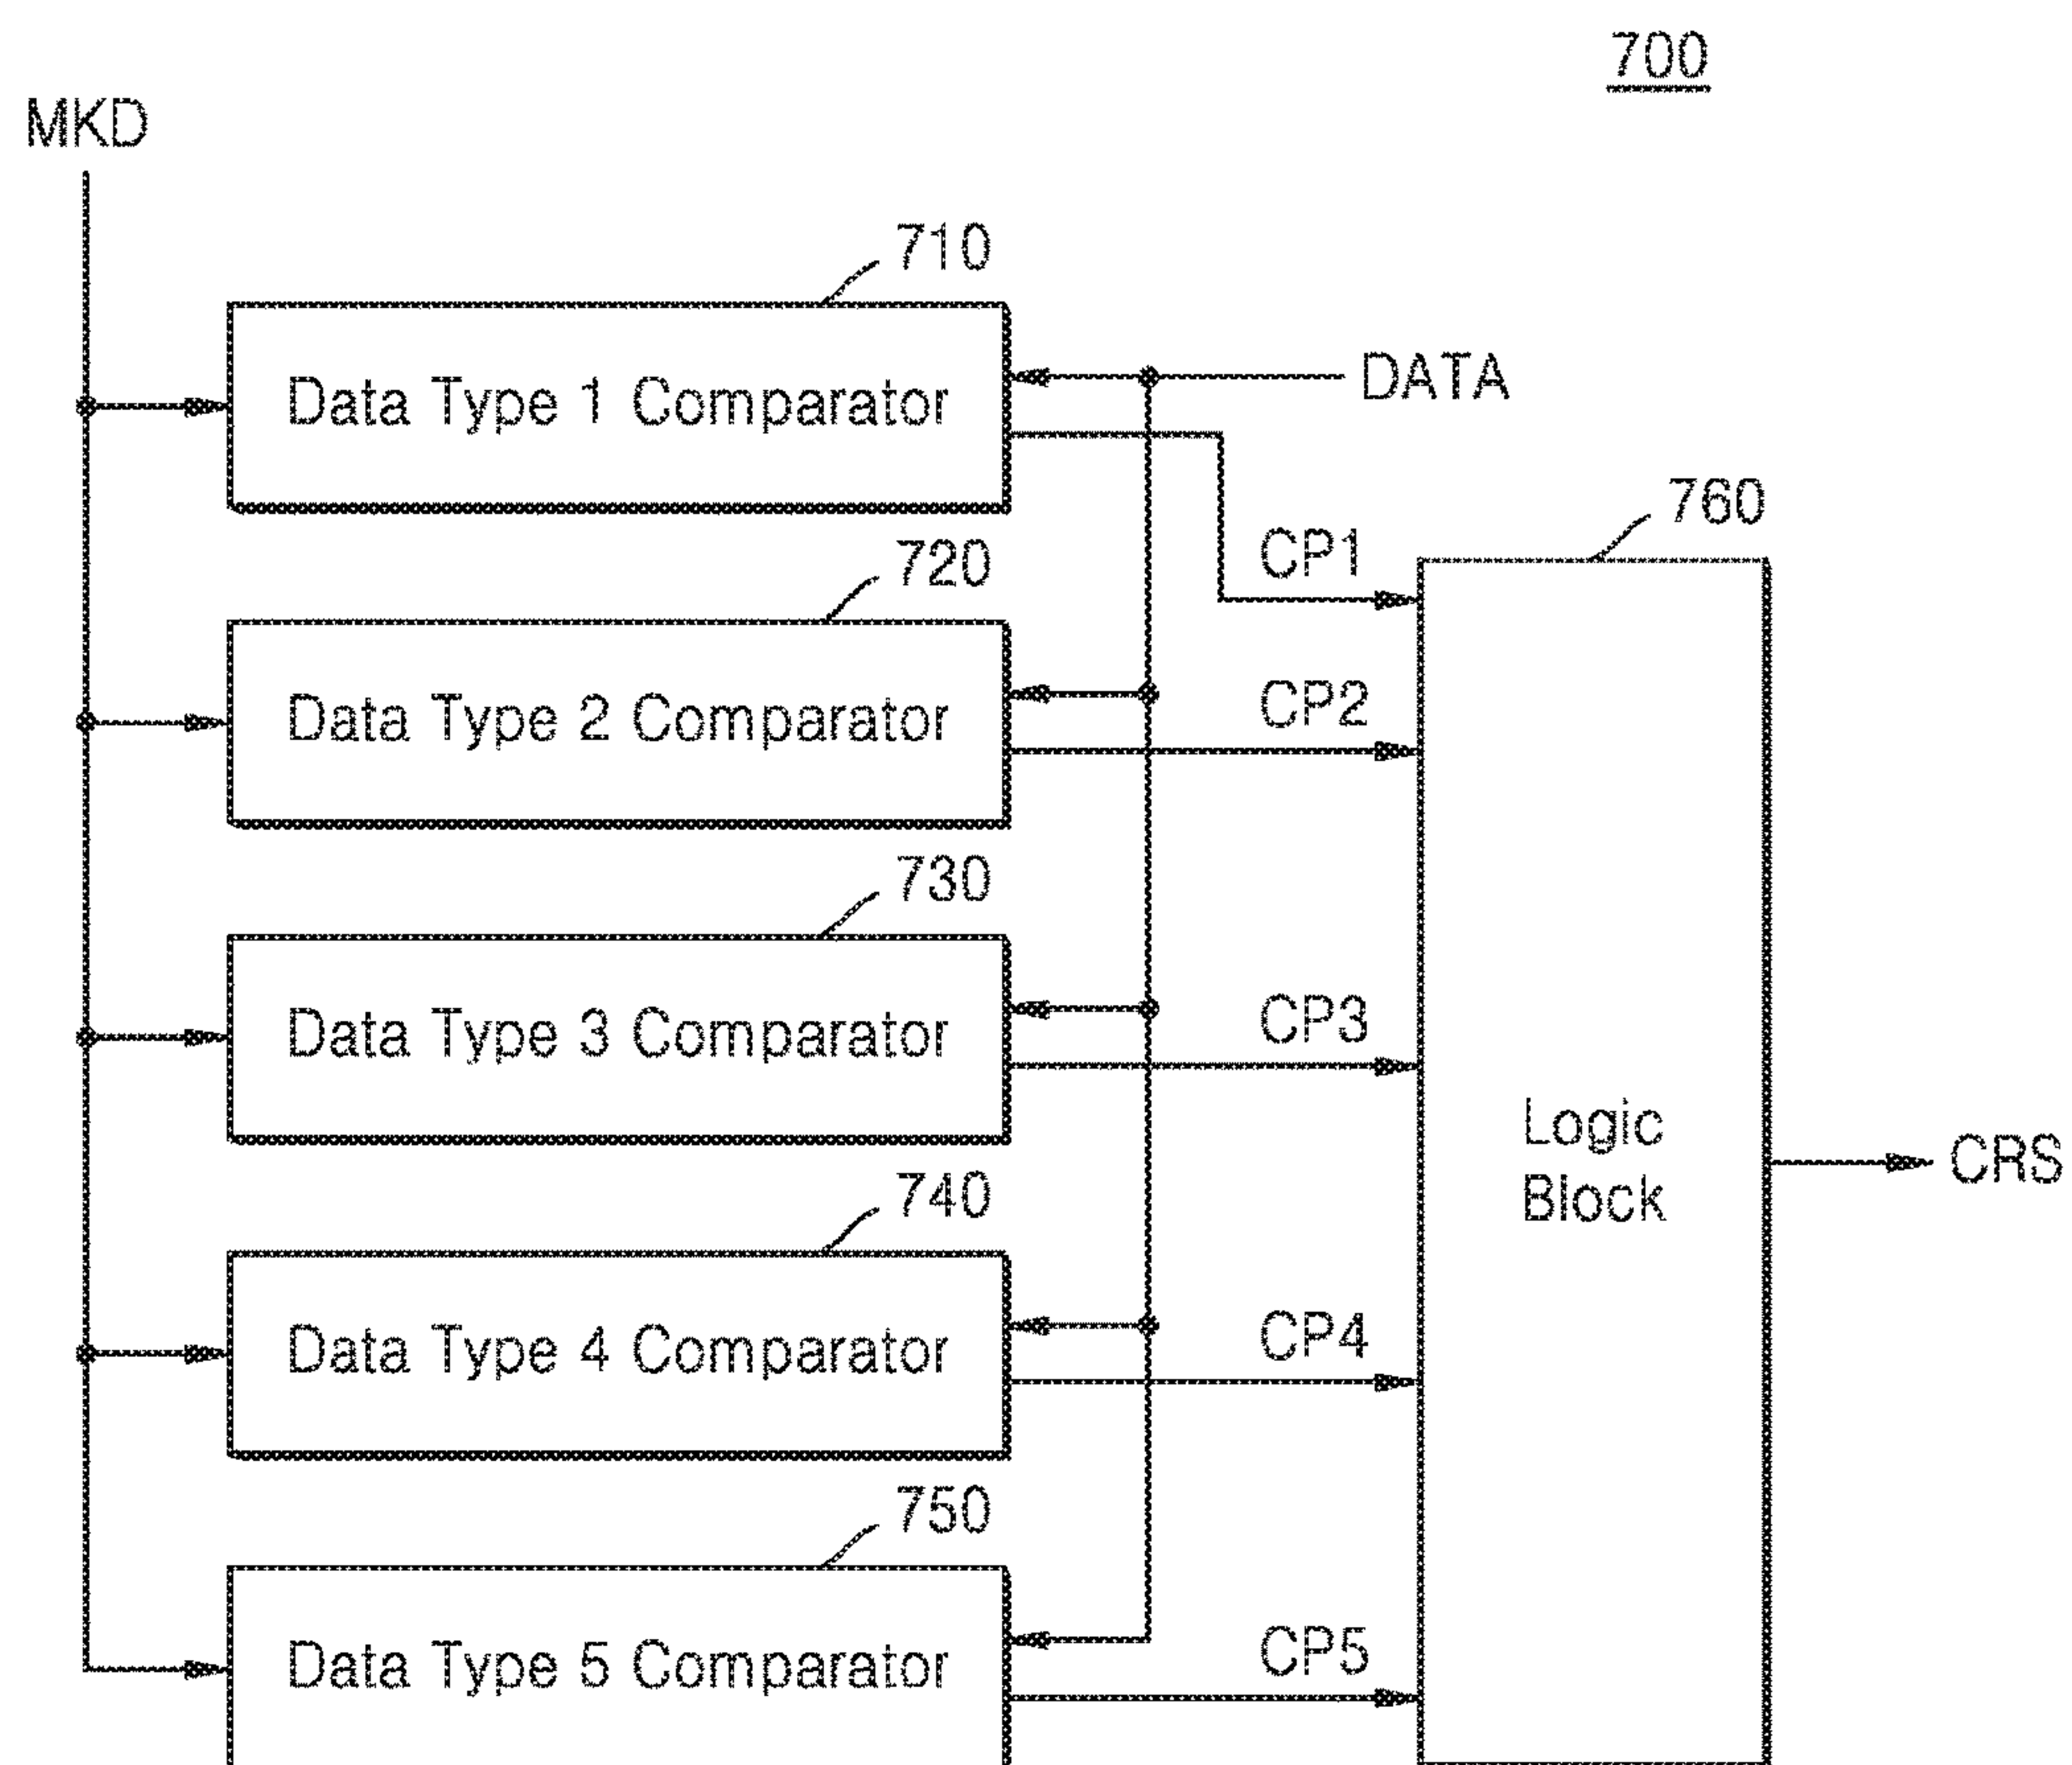 700
MKD
710
Data Type 1 Comparator
DATA
720
760
CP1
Data Type 2 Comparator
CP2
730
Data Type 3 Comparator
CP3
Logic
Block
CRS
740
Data Type 4 Comparator
CP4
750
Data Type 5 Comparator
CP5